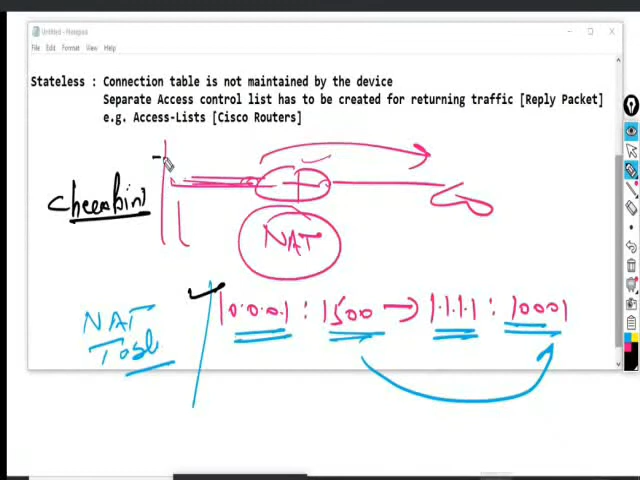 Untitled - Notepad
File Edit Format View Help
Stateless : Connection table is not maintained by the device
Separate Access control list has to be created for returning traffic [Reply Packet]
e.g. Access-Lists [Cisco Routers]
NAT
10.0.0.1 : 1500 → 1.1.1.1 : 10001
NAT